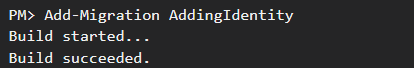 PM> Add-Migration AddingIdentity
Build started...
Build succeeded.